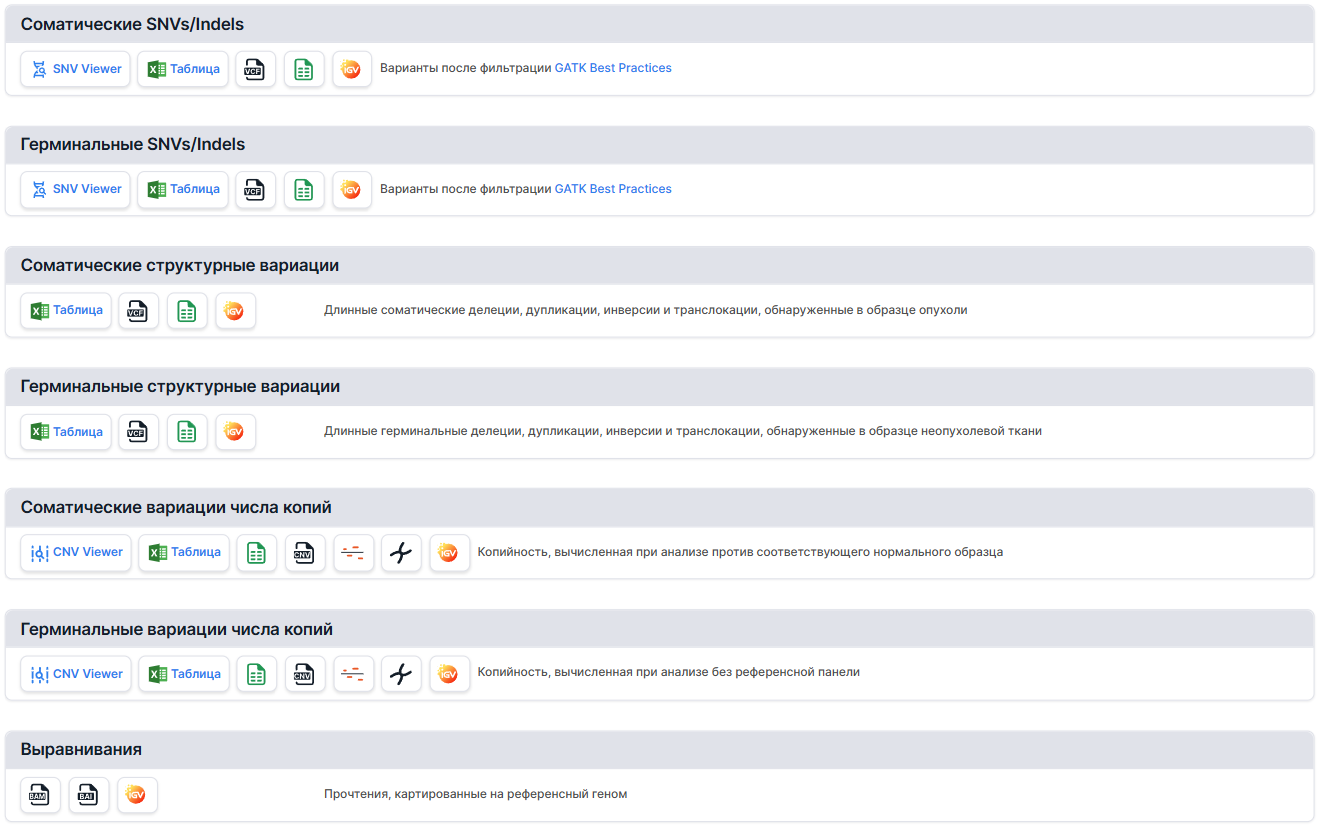 Соматические SNVs/Indels
SNV Viewer Таблица VCF IGV Варианты после фильтрации GATK Best Practices
Герминальные SNVs/Indels
SNV Viewer Таблица VCF IGV Варианты после фильтрации GATK Best Practices
Соматические структурные вариации
Таблица VCF IGV Длинные соматические делеции, дупликации, инверсии и транслокации, обнаруженные в образце опухоли
Герминальные структурные вариации
Таблица VCF IGV Длинные герминальные делеции, дупликации, инверсии и транслокации, обнаруженные в образце неопухолевой ткани
Соматические вариации числа копий
CNV Viewer Таблица CNV IGV Копийность, вычисленная при анализе против соответствующего нормального образца
Герминальные вариации числа копий
CNV Viewer Таблица CNV IGV Копийность, вычисленная при анализе без референсной панели
Выравнивания
BAM BAI IGV Прочтения, картированные на референсный геном